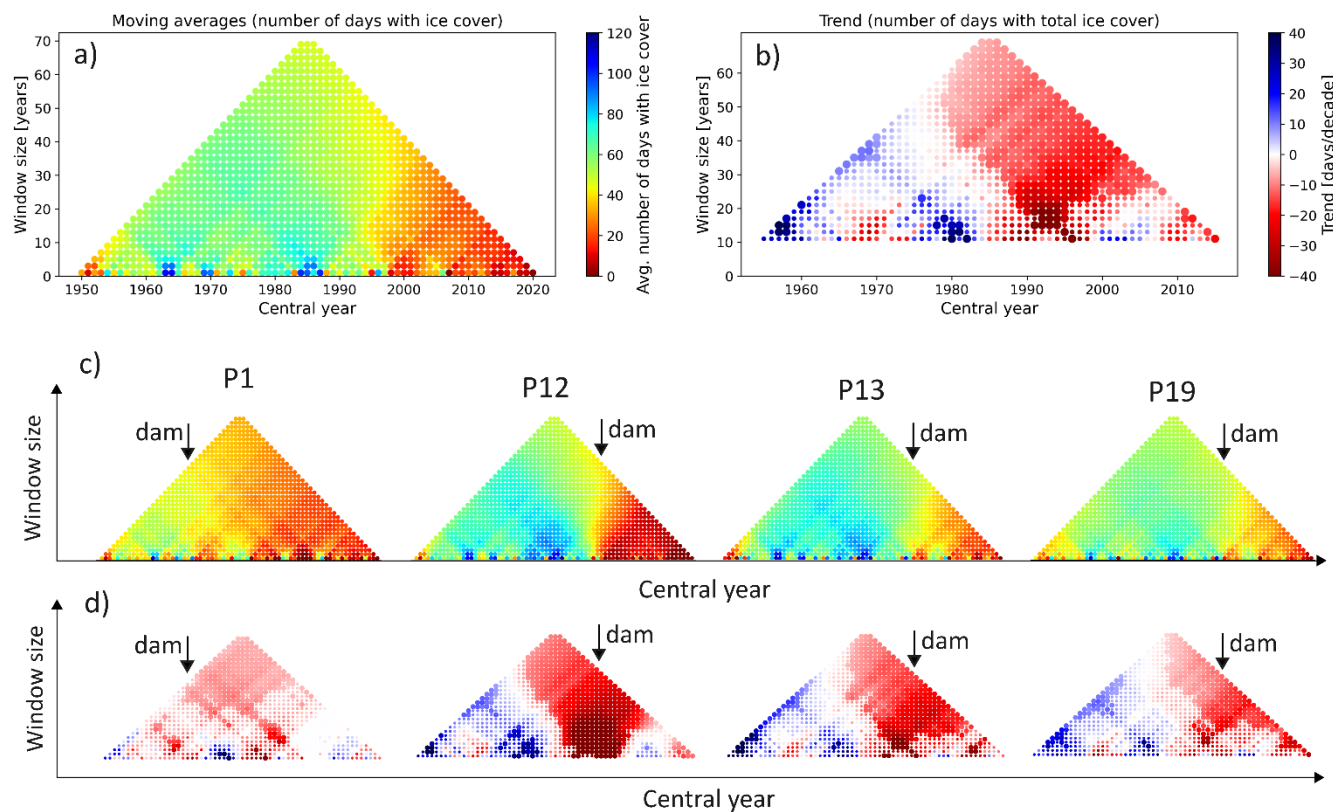 Moving averages (number of days with ice cover)
a)
Window size [years]
70
60
50
40
30
20
10
0
1950 1960 1970 1980 1990 2000 2010 2020
Central year
120
100
80
60
40
20
0
Avg. number of days with ice cover
Trend (number of days with total ice cover)
b)
Window size [years]
70
60
50
40
30
20
10
0
1960 1970 1980 1990 2000 2010
Central year
40
30
20
10
0
−10
−20
−30
−40
Trend [days/decade]
c)
P1 P12 P13 P19
dam dam dam dam
Window size
Central year
d)
dam dam dam dam
Window size
Central year